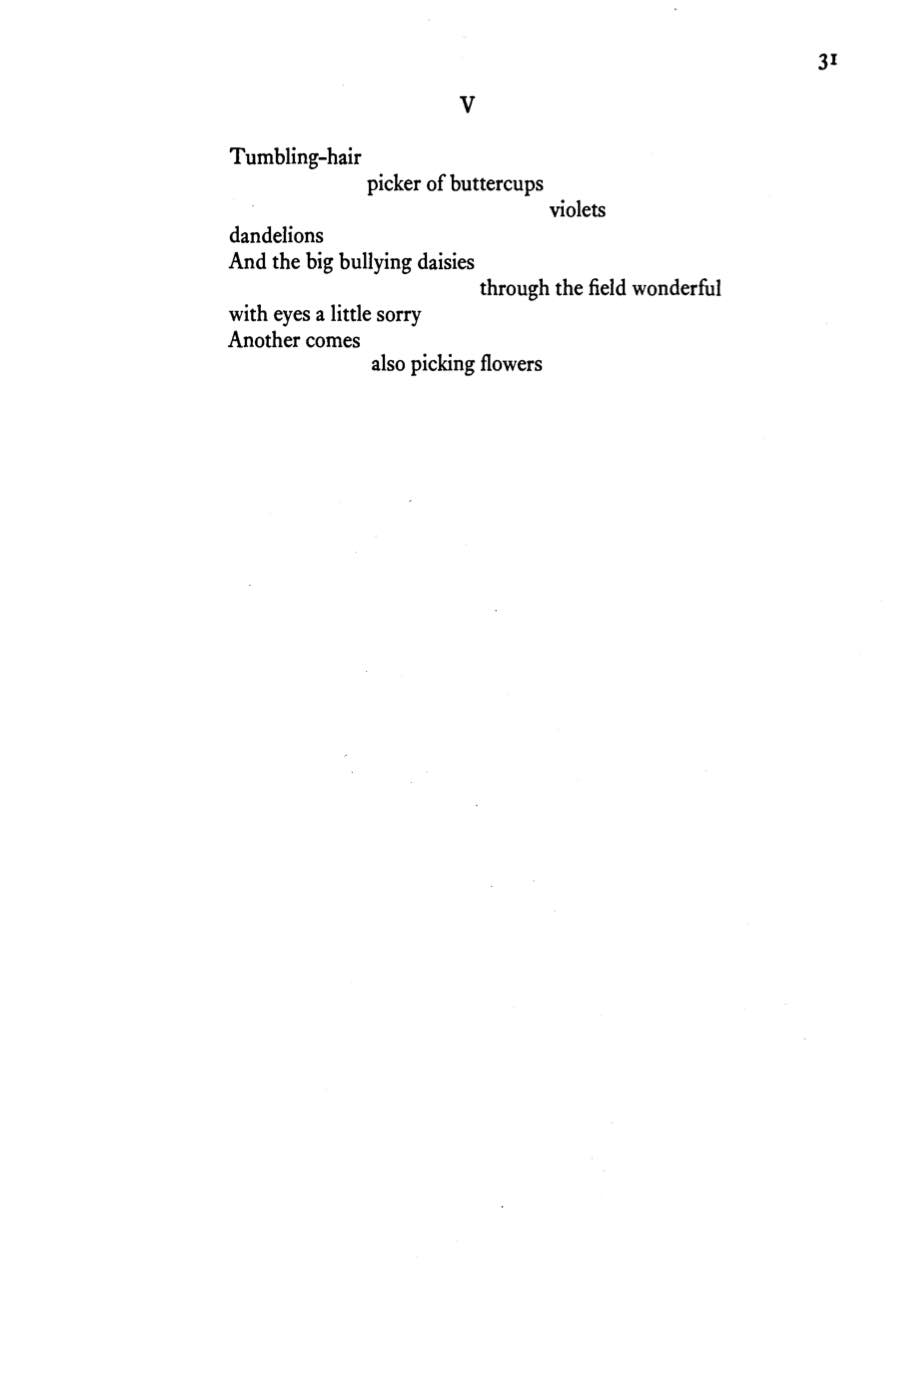 31
V
Tumbling-hair
picker of buttercups
violets
dandelions
And the big bullying daisies
through the field wonderful
with eyes a little sorry
Another comes
also picking flowers